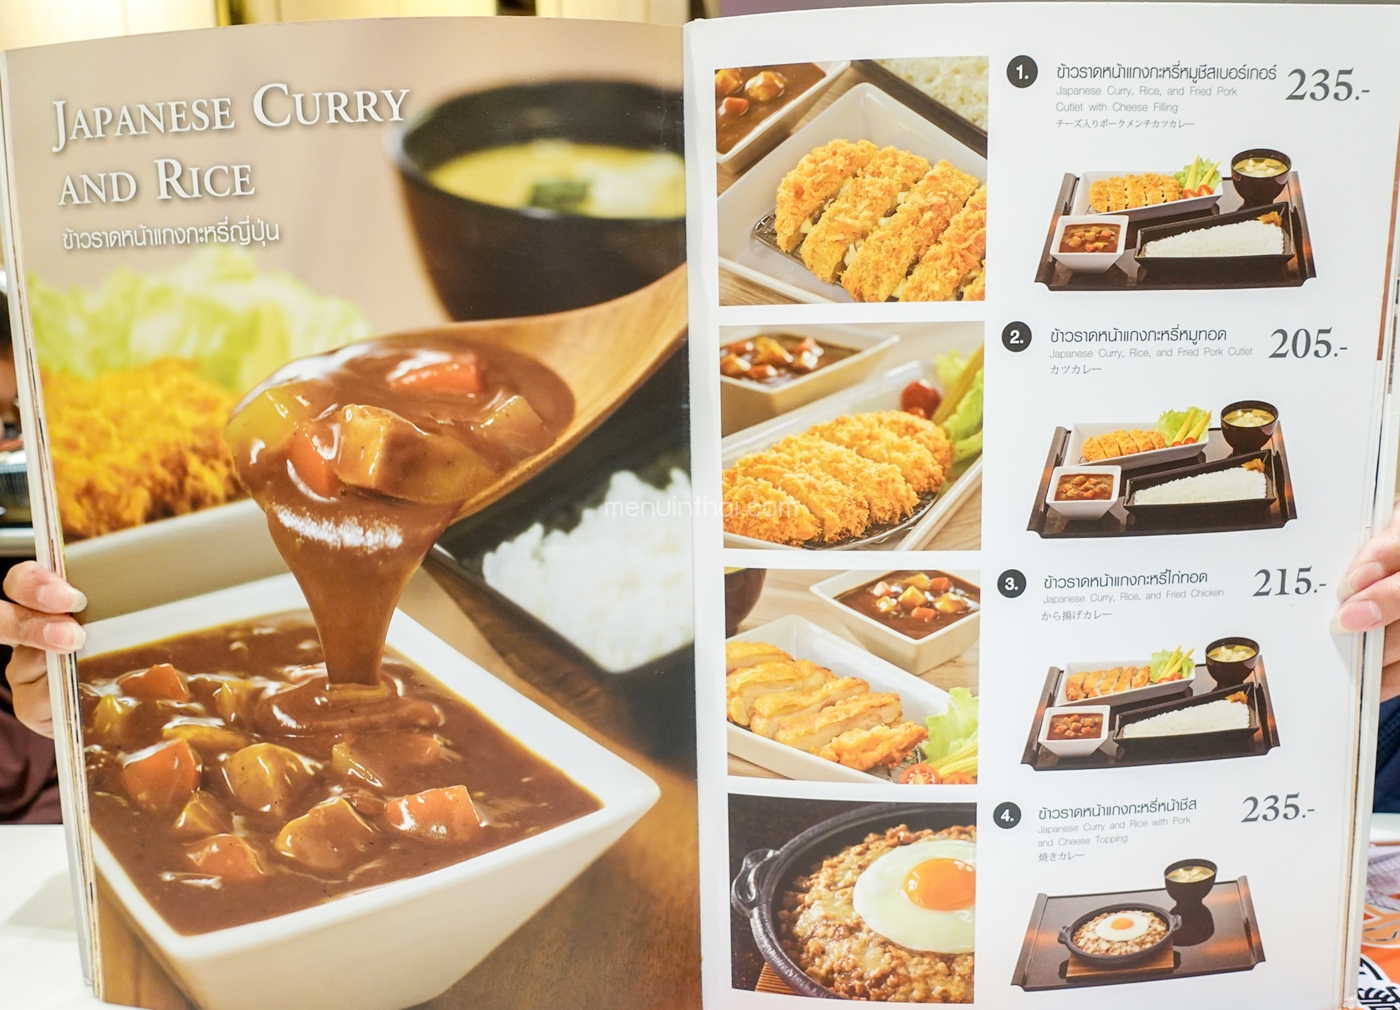 JAPANESE CURRY
AND RICE
ข้าวราดหน้าแกงกะหรี่ญี่ปุ่น
menuinthai.com
1. ข้าวราดหน้าแกงกะหรี่หมูชีสเบอร์เกอร์ 235.-
Japanese Curry, Rice, and Fried Pork
Cutlet with Cheese Filling
チーズ入りポークメンチカツカレー
2. ข้าวราดหน้าแกงกะหรี่หมูทอด 205.-
Japanese Curry, Rice, and Fried Pork Cutlet
カツカレー
3. ข้าวราดหน้าแกงกะหรี่ไก่ทอด 215.-
Japanese Curry, Rice, and Fried Chicken
から揚げカレー
4. ข้าวราดหน้าแกงกะหรี่หน้าชีส 235.-
Japanese Curry and Rice with Pork
and Cheese Topping
焼きカレー